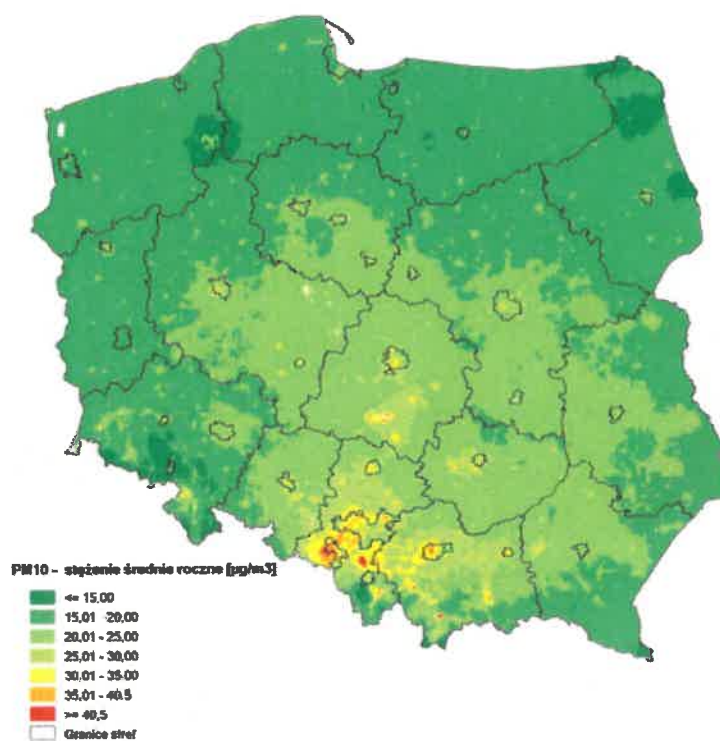 PM10 - stężenie średnie roczne [µg/m3]
<= 15,00
15,01 - 20,00
20,01 - 25,00
25,01 - 30,00
30,01 - 35,00
35,01 - 40,5
>= 40,5
Granice stref